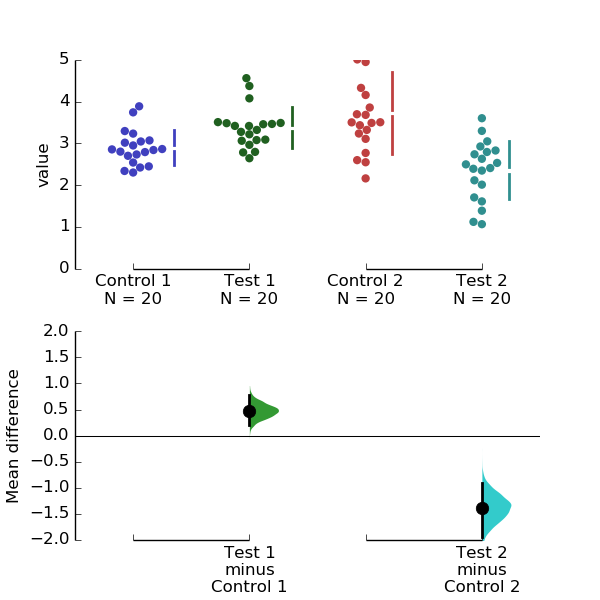 value
5
4
3
2
1
0
Control 1
N = 20
Test 1
N = 20
Control 2
N = 20
Test 2
N = 20
Mean difference
2.0
1.5
1.0
0.5
0.0
−0.5
−1.0
−1.5
−2.0
Test 1
minus
Control 1
Test 2
minus
Control 2